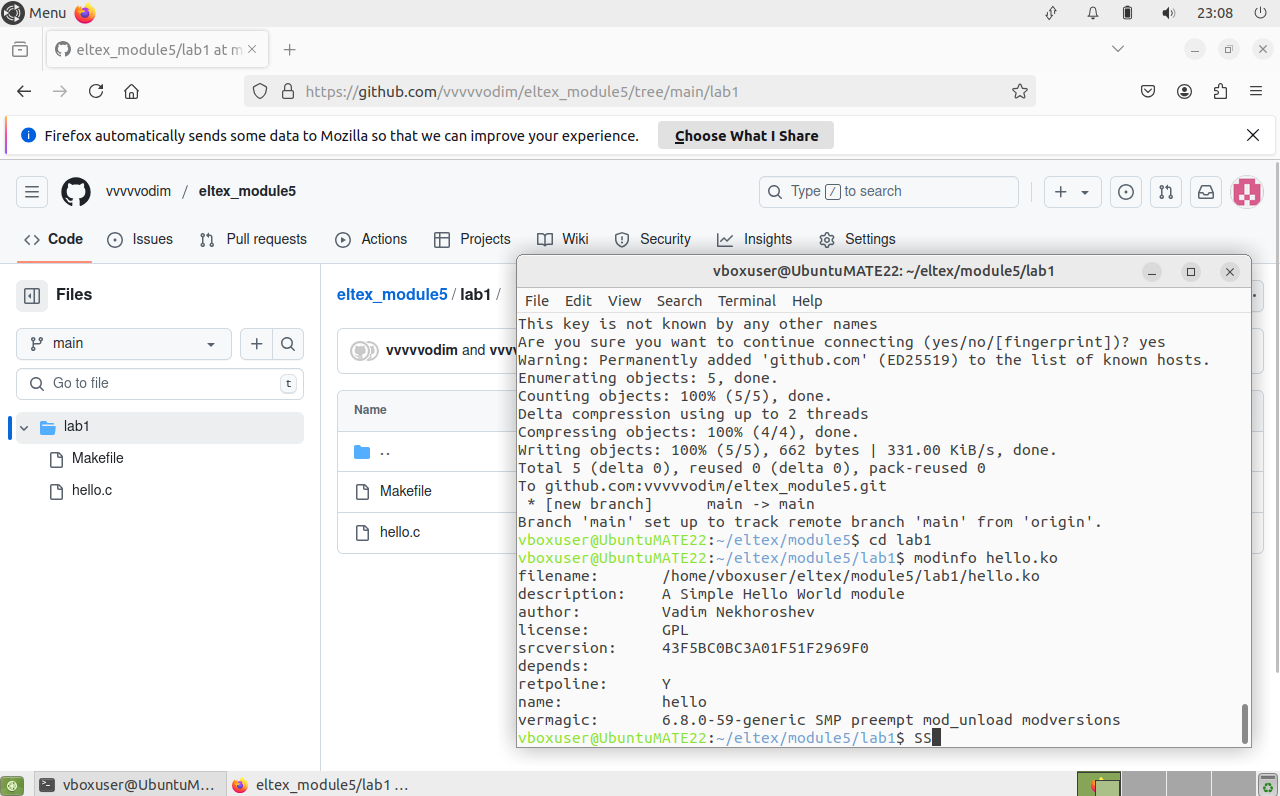 Menu
23:08
eltex_module5/lab1 at m
https://github.com/vvvvvodim/eltex_module5/tree/main/lab1
Firefox automatically sends some data to Mozilla so that we can improve your experience.
Choose What I Share
vvvvvodim / eltex_module5
Type / to search
Code
Issues
Pull requests
Actions
Projects
Wiki
Security
Insights
Settings
Files
main
Go to file
t
lab1
Makefile
hello.c
eltex_module5 / lab1 /
vvvvvodim and vvvv
Name
..
Makefile
hello.c
vboxuser@UbuntuMATE22: ~/eltex/module5/lab1
File Edit View Search Terminal Help
This key is not known by any other names
Are you sure you want to continue connecting (yes/no/[fingerprint])? yes
Warning: Permanently added 'github.com' (ED25519) to the list of known hosts.
Enumerating objects: 5, done.
Counting objects: 100% (5/5), done.
Delta compression using up to 2 threads
Compressing objects: 100% (4/4), done.
Writing objects: 100% (5/5), 662 bytes | 331.00 KiB/s, done.
Total 5 (delta 0), reused 0 (delta 0), pack-reused 0
To github.com:vvvvvodim/eltex_module5.git
 * [new branch]      main -> main
Branch 'main' set up to track remote branch 'main' from 'origin'.
vboxuser@UbuntuMATE22:~/eltex/module5$ cd lab1
vboxuser@UbuntuMATE22:~/eltex/module5/lab1$ modinfo hello.ko
filename:       /home/vboxuser/eltex/module5/lab1/hello.ko
description:    A Simple Hello World module
author:         Vadim Nekhoroshev
license:        GPL
srcversion:     43F5BC0BC3A01F51F2969F0
depends:
retpoline:      Y
name:           hello
vermagic:       6.8.0-59-generic SMP preempt mod_unload modversions
vboxuser@UbuntuMATE22:~/eltex/module5/lab1$ SS
vboxuser@UbuntuM...
eltex_module5/lab1 ...